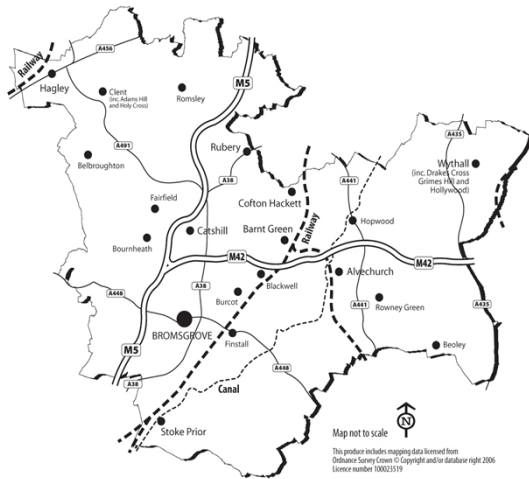 A456
Railway
Hagley
Clent
(inc. Adams Hill
and Holy Cross)
Romsley
M5
A491
Rubery
A435
Wythall
(inc. Drakes Cross
Grimes Hill and
Hollywood)
Belbroughton
A38
A441
Cofton Hackett
Fairfield
Hopwood
Catshill
Barnt Green
Railway
Bournheath
M42
M42
Alvechurch
Blackwell
A448
A38
Burcot
Rowney Green
A441
A435
BROMSGROVE
Finstall
Beoley
M5
A448
A38
Canal
Stoke Prior
N
Map not to scale
This produce includes mapping data licensed from
Ordnance Survey Crown © Copyright and/or database right 2006
Licence number 100023519